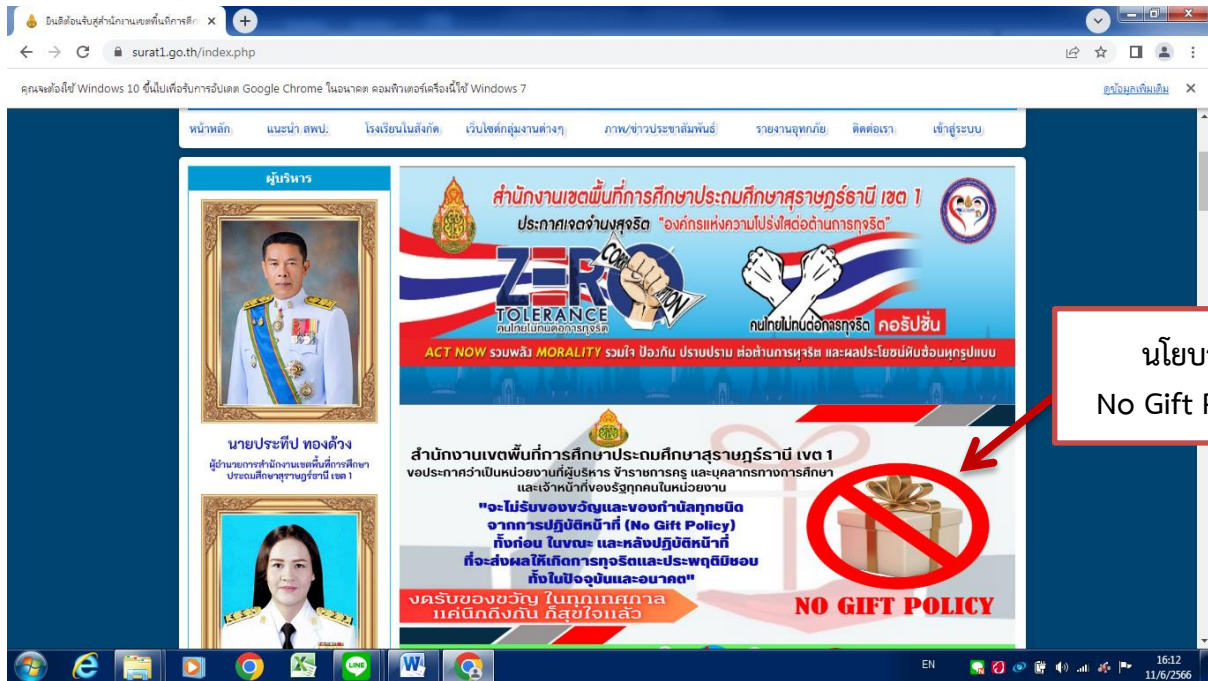 ยินดีต้อนรับสู่สำนักงานเขตพื้นที่การศึก
surat1.go.th/index.php
คุณจะต้องใช้ Windows 10 ขึ้นไปเพื่อรับการอัปเดต Google Chrome ในอนาคต คอมพิวเตอร์เครื่องนี้ใช้ Windows 7
ดูข้อมูลเพิ่มเติม
หน้าหลัก แนะนำ สพป. โรงเรียนในสังกัด เว็บไซต์กลุ่มงานต่างๆ ภาพ/ข่าวประชาสัมพันธ์ รายงานอุทกภัย ติดต่อเรา เข้าสู่ระบบ
ผู้บริหาร
นายประทีป ทองด้วง
ผู้อำนวยการสำนักงานเขตพื้นที่การศึกษา
ประถมศึกษาสุราษฎร์ธานี เขต 1
สำนักงานเขตพื้นที่การศึกษาประถมศึกษาสุราษฎร์ธานี เขต 1
ประกาศเจตจำนงสุจริต "องค์กรแห่งความโปร่งใสต่อต้านการทุจริต"
ZERO
CORRUPTION
TOLERANCE
คนไทยไม่ทนต่อการทุจริต
คนไทยไม่ทนต่อการทุจริต คอรัปชั่น
ACT NOW รวมพลัง MORALITY รวมใจ ป้องกัน ปราบปราม ต่อต้านการทุจริต และผลประโยชน์ทับซ้อนทุกรูปแบบ
สำนักงานเขตพื้นที่การศึกษาประถมศึกษาสุราษฎร์ธานี เขต 1
ขอประกาศว่าเป็นหน่วยงานที่ผู้บริหาร ข้าราชการครู และบุคลากรทางการศึกษา
และเจ้าหน้าที่ของรัฐทุกคนในหน่วยงาน
"จะไม่รับของขวัญและของกำนัลทุกชนิด
จากการปฏิบัติหน้าที่ (No Gift Policy)
ทั้งก่อน ในขณะ และหลังปฏิบัติหน้าที่
ที่จะส่งผลให้เกิดการทุจริตและประพฤติมิชอบ
ทั้งในปัจจุบันและอนาคต"
งดรับของขวัญ ในทุกเทศกาล
แค่นึกถึงกัน ก็สุขใจแล้ว
NO GIFT POLICY
นโยบา
No Gift P
LINE
EN
16:12
11/6/2566